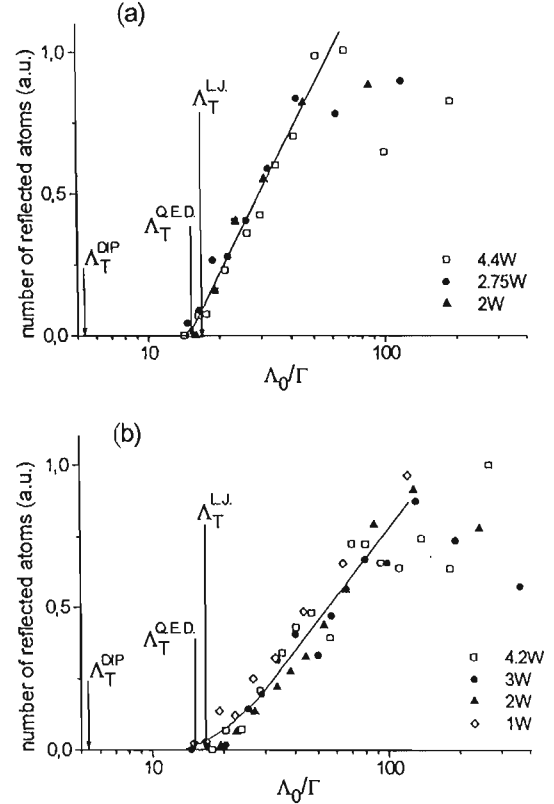 (a)
number of reflected atoms (a.u.)
1,0
0,5
0,0
Λ_T^{DIP}
Λ_T^{Q.E.D.}
Λ_T^{L.J.}
□ 4.4W
● 2.75W
▲ 2W
10 100
Λ₀/Γ
(b)
number of reflected atoms (a.u.)
1,0
0,5
0,0
Λ_T^{DIP}
Λ_T^{Q.E.D.}
Λ_T^{L.J.}
□ 4.2W
● 3W
▲ 2W
◇ 1W
10 100
Λ₀/Γ